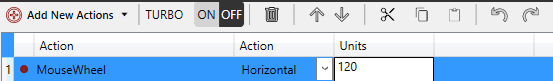 Add New Actions TURBO ON OFF
Action Action Units
1 MouseWheel Horizontal 120